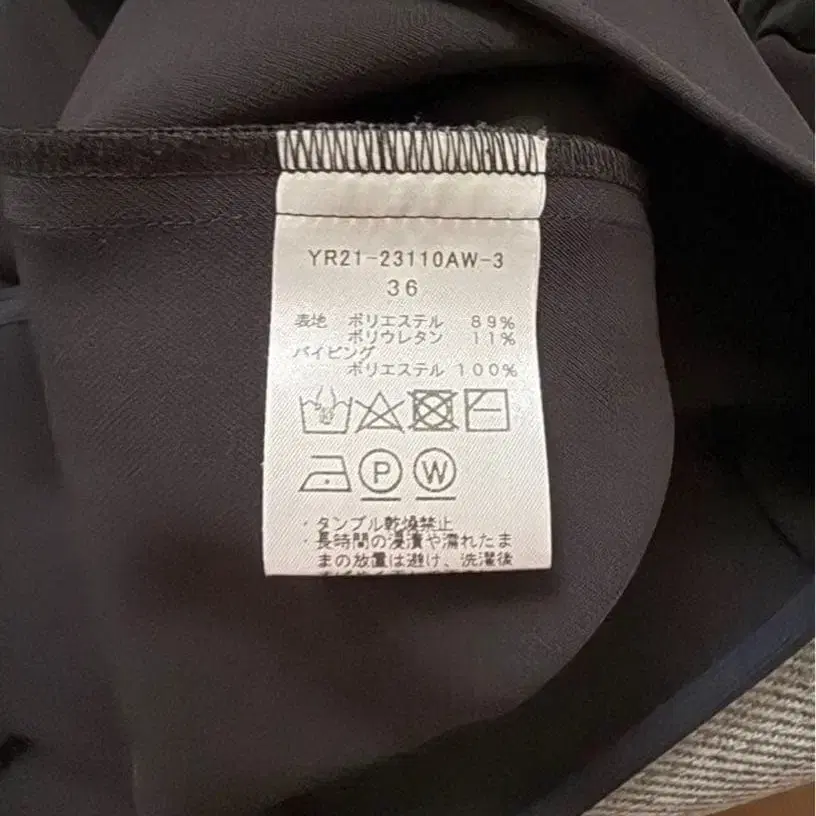 YR21-23110AW-3
36
表地 ポリエステル 89%
ポリウレタン 11%
パイピング
ポリエステル 100%
P W
・タンブル乾燥禁止
・長時間の浸漬や濡れたま
まの放置は避け、洗濯後